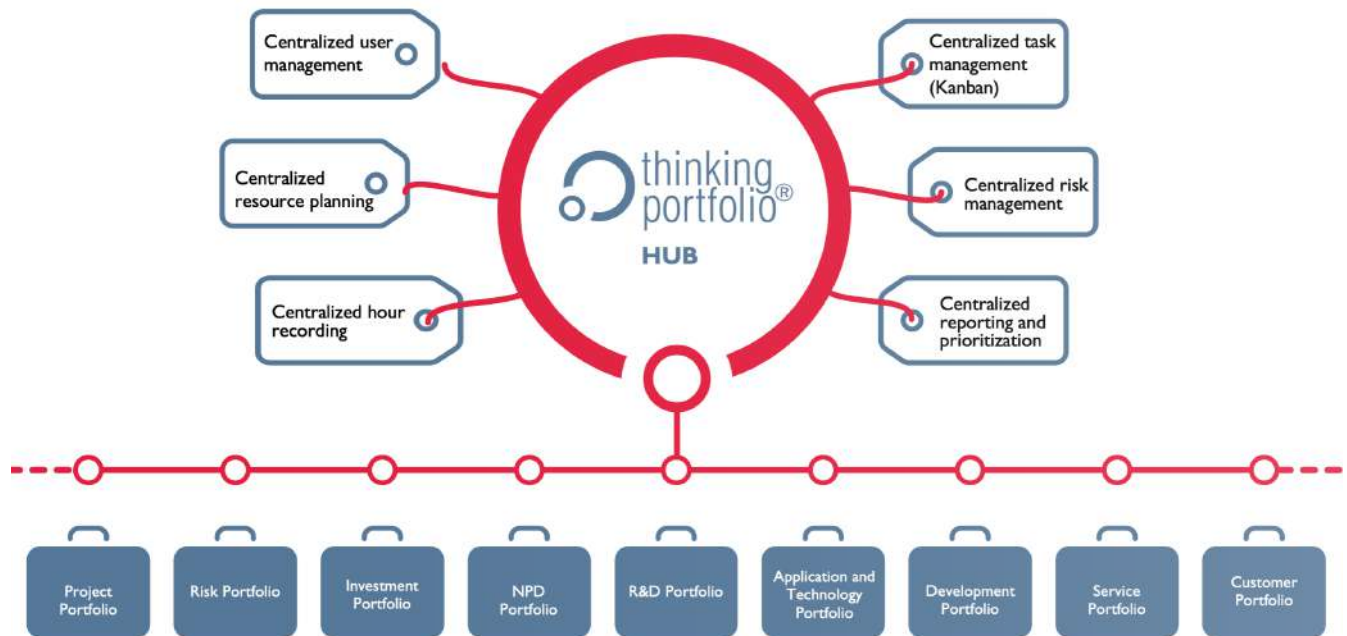 Centralized user
management
Centralized
resource planning
Centralized hour
recording
thinking
portfolio®
HUB
Centralized task
management
(Kanban)
Centralized risk
management
Centralized
reporting and
prioritization
Project
Portfolio
Risk Portfolio
Investment
Portfolio
NPD
Portfolio
R&D Portfolio
Application and
Technology
Portfolio
Development
Portfolio
Service
Portfolio
Customer
Portfolio